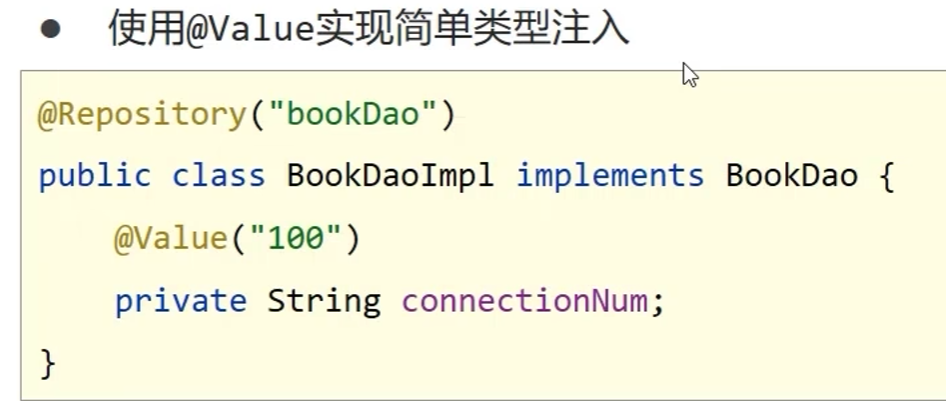 ● 使用@Value实现简单类型注入
@Repository("bookDao")
public class BookDaoImpl implements BookDao {
    @Value("100")
    private String connectionNum;
}